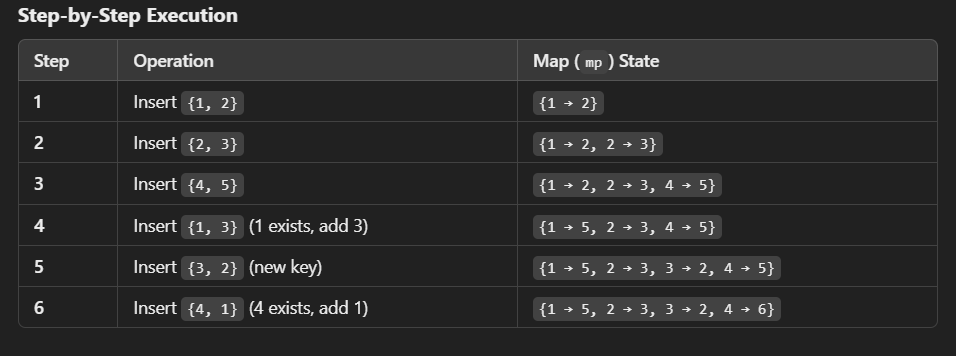 Step-by-Step Execution
Step Operation Map ( mp ) State
1 Insert {1, 2} {1 → 2}
2 Insert {2, 3} {1 → 2, 2 → 3}
3 Insert {4, 5} {1 → 2, 2 → 3, 4 → 5}
4 Insert {1, 3} (1 exists, add 3) {1 → 5, 2 → 3, 4 → 5}
5 Insert {3, 2} (new key) {1 → 5, 2 → 3, 3 → 2, 4 → 5}
6 Insert {4, 1} (4 exists, add 1) {1 → 5, 2 → 3, 3 → 2, 4 → 6}